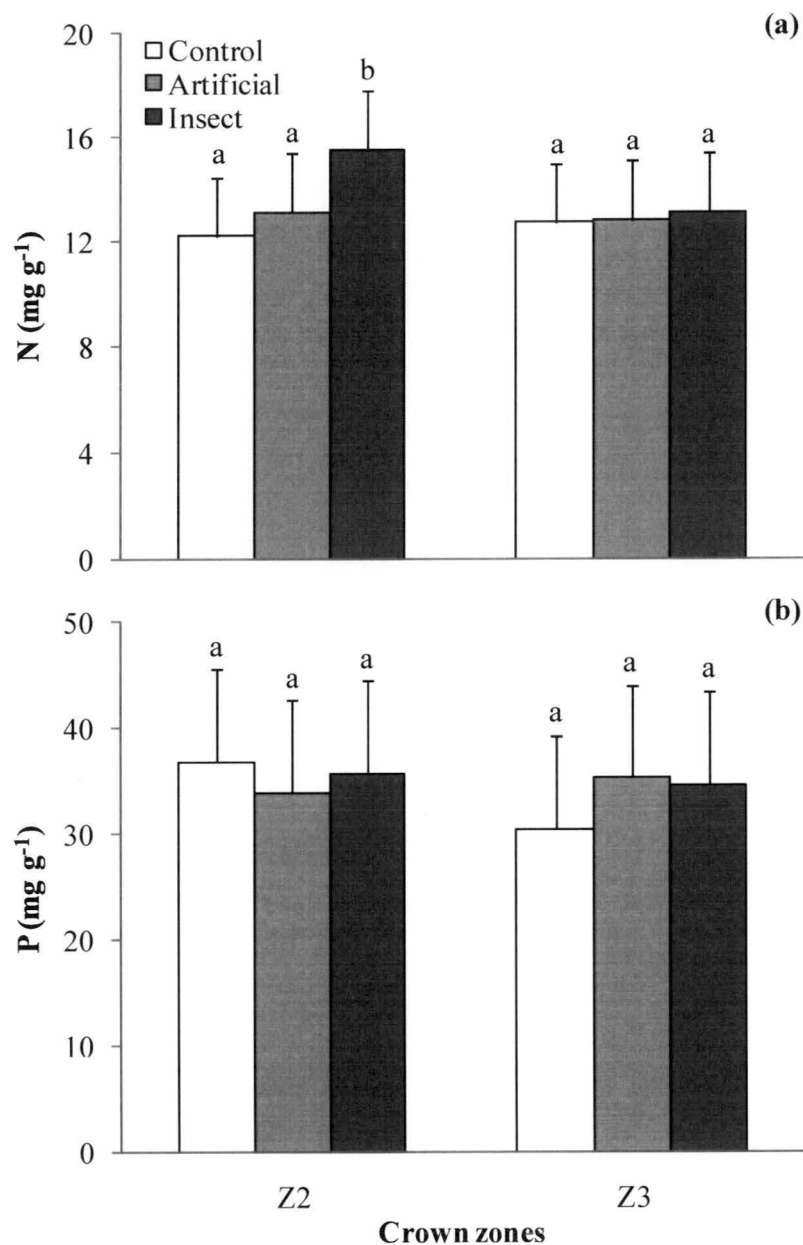 (a)
20
16
12
8
4
0
N (mg g⁻¹)
Control
Artificial
Insect
a
a
b
a
a
a
(b)
50
40
30
20
10
0
P (mg g⁻¹)
a
a
a
a
a
a
Z2
Z3
Crown zones